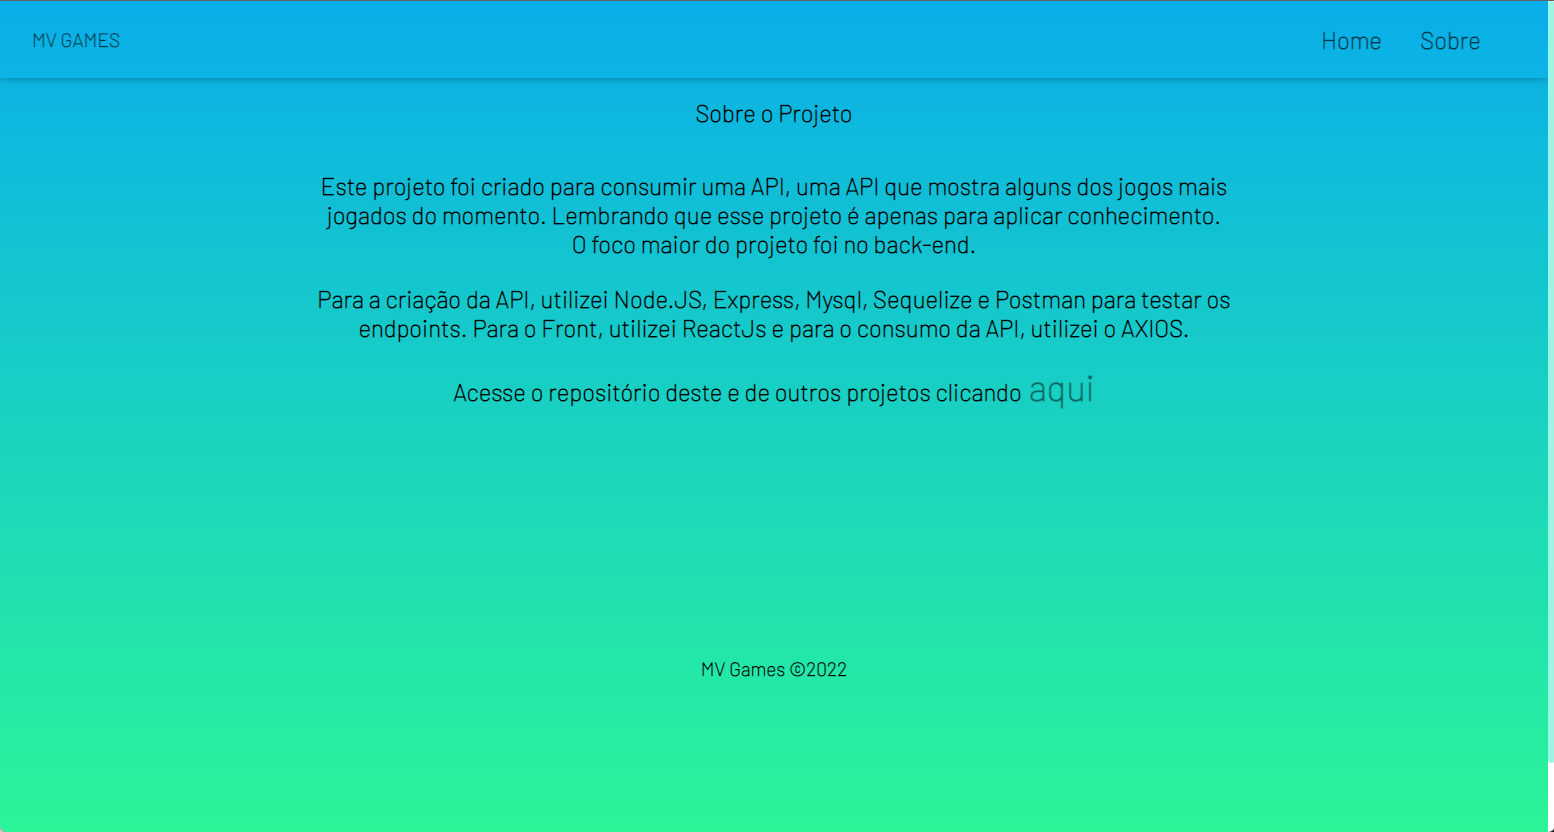 MV GAMES
Home
Sobre
Sobre o Projeto
Este projeto foi criado para consumir uma API, uma API que mostra alguns dos jogos mais
jogados do momento. Lembrando que esse projeto é apenas para aplicar conhecimento.
O foco maior do projeto foi no back-end.
Para a criação da API, utilizei Node.JS, Express, Mysql, Sequelize e Postman para testar os
endpoints. Para o Front, utilizei ReactJs e para o consumo da API, utilizei o AXIOS.
Acesse o repositório deste e de outros projetos clicando aqui
MV Games ©2022